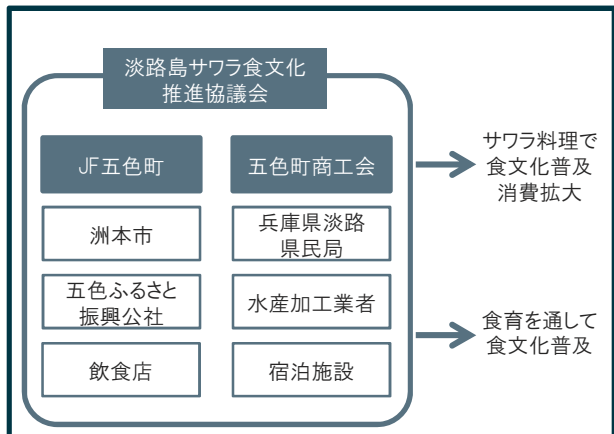 淡路島サワラ食文化
推進協議会
JF五色町
五色町商工会
洲本市
兵庫県淡路
県民局
五色ふるさと
振興公社
水産加工業者
飲食店
宿泊施設
サワラ料理で
食文化普及
消費拡大
食育を通して
食文化普及